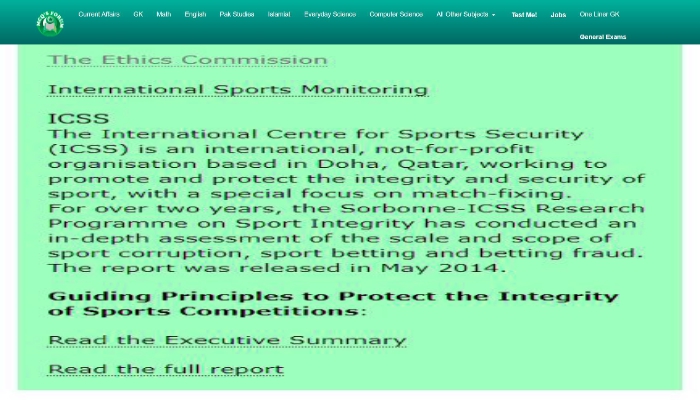 Current Affairs GK Math English Pak Studies Islamiat Everyday Science Computer Science All Other Subjects Test Me! Jobs One Liner GK
General Exams
The Ethics Commission
International Sports Monitoring
ICSS
The International Centre for Sports Security
(ICSS) is an international, not-for-profit
organisation based in Doha, Qatar, working to
promote and protect the integrity and security of
sport, with a special focus on match-fixing.
For over two years, the Sorbonne-ICSS Research
Programme on Sport Integrity has conducted an
in-depth assessment of the scale and scope of
sport corruption, sport betting and betting fraud.
The report was released in May 2014.
Guiding Principles to Protect the Integrity
of Sports Competitions:
Read the Executive Summary
Read the full report